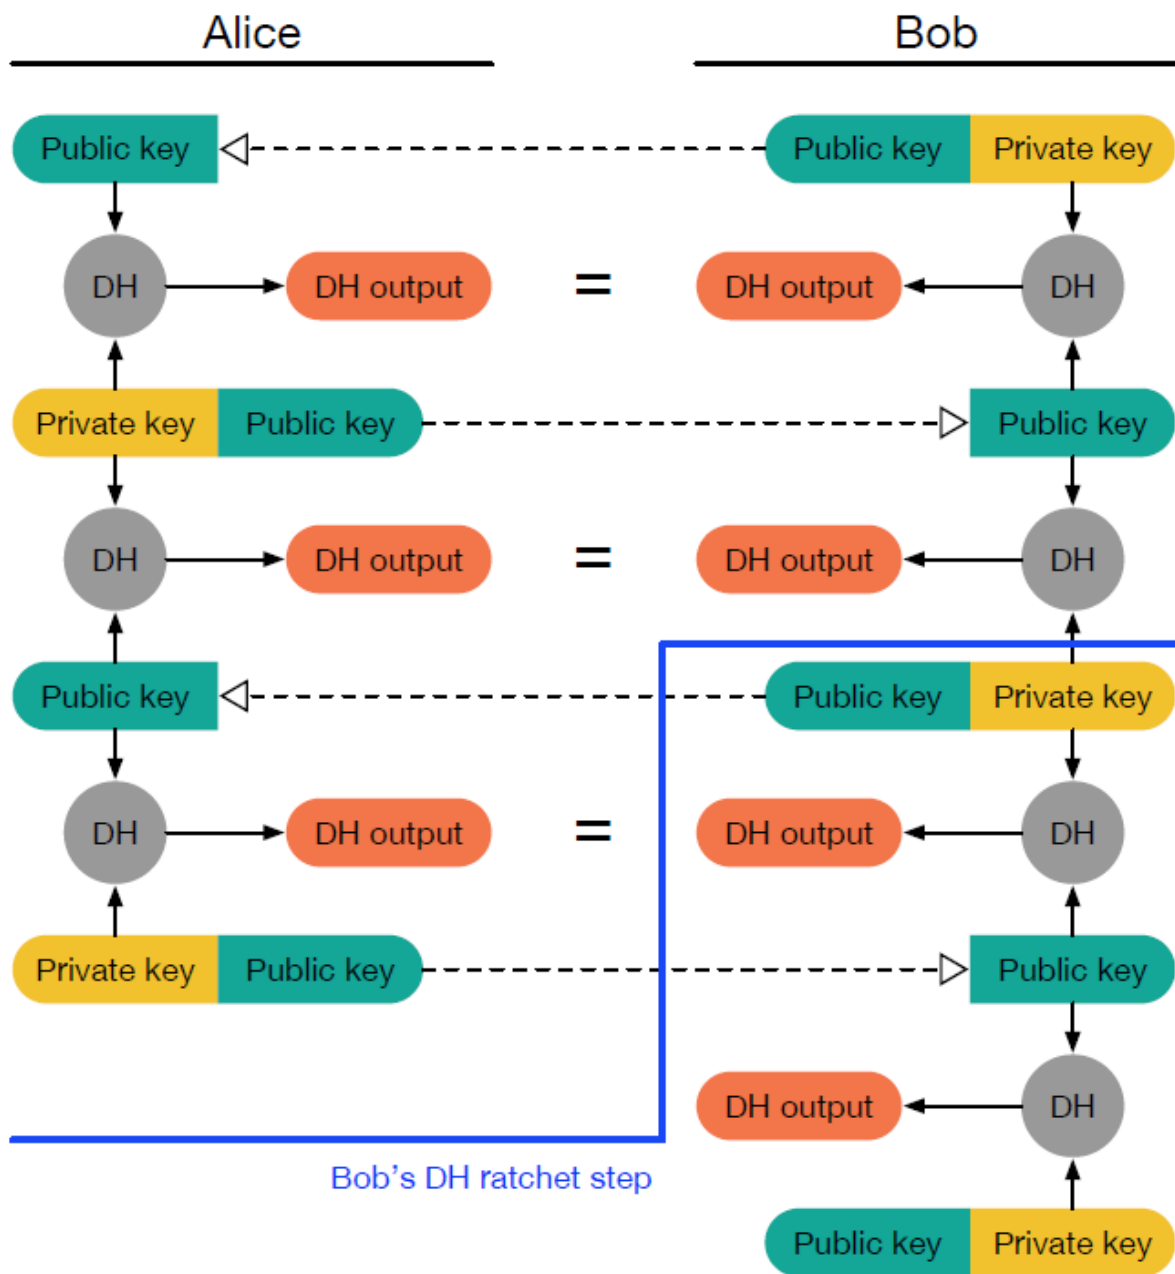 Alice
Bob
Public key
Public key Private key
DH
DH output
=
DH output
DH
Private key Public key
Public key
DH
DH output
=
DH output
DH
Public key
Public key Private key
DH
DH output
=
DH output
DH
Private key Public key
Public key
DH output
DH
Bob's DH ratchet step
Public key Private key